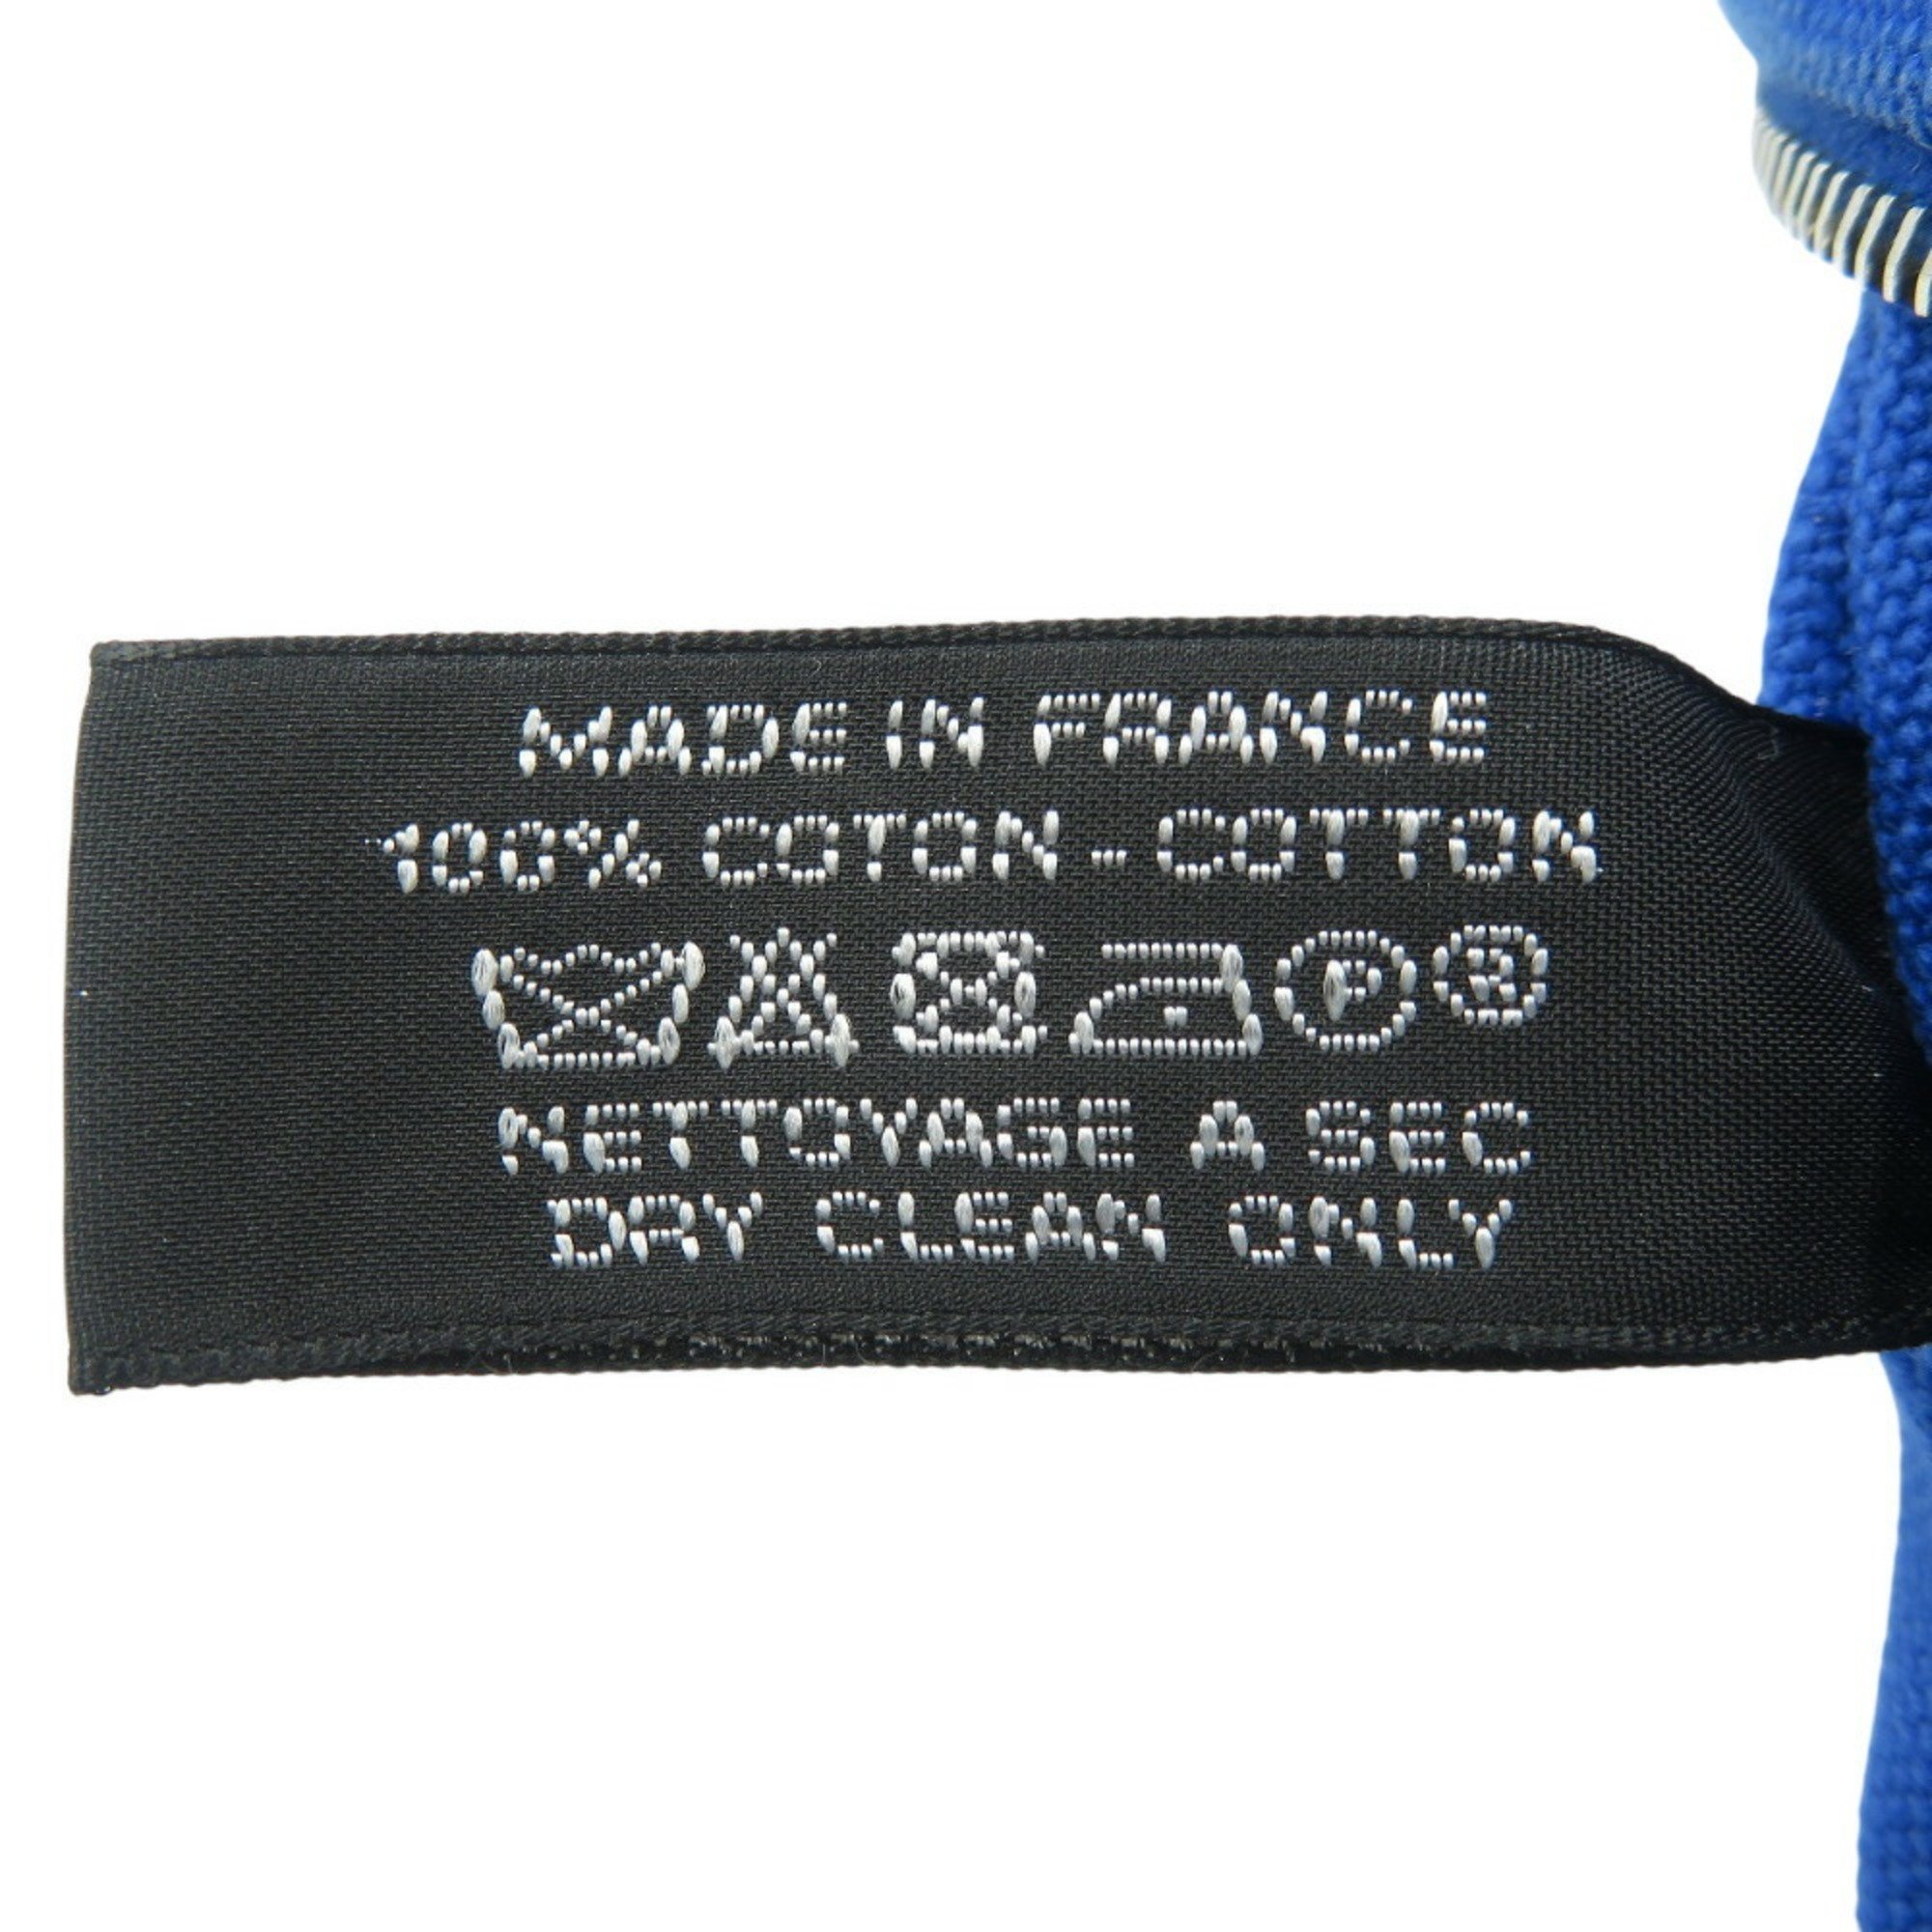 MADE IN FRANCE
100% COTON - COTTON
P ®
NETTOYAGE A SEC
DRY CLEAN ONLY